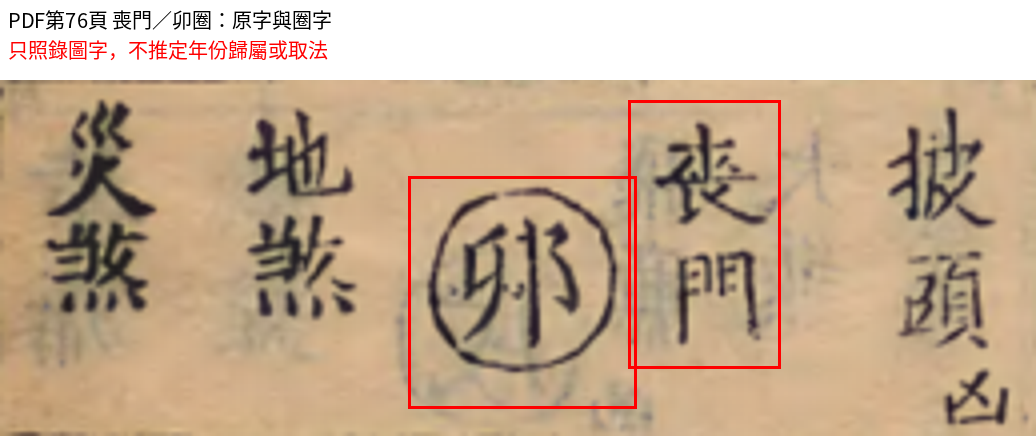 PDF第76頁 喪門／卯圈：原字與圈字
只照錄圖字，不推定年份歸屬或取法
披頭凶
喪門
卯
地煞
災煞